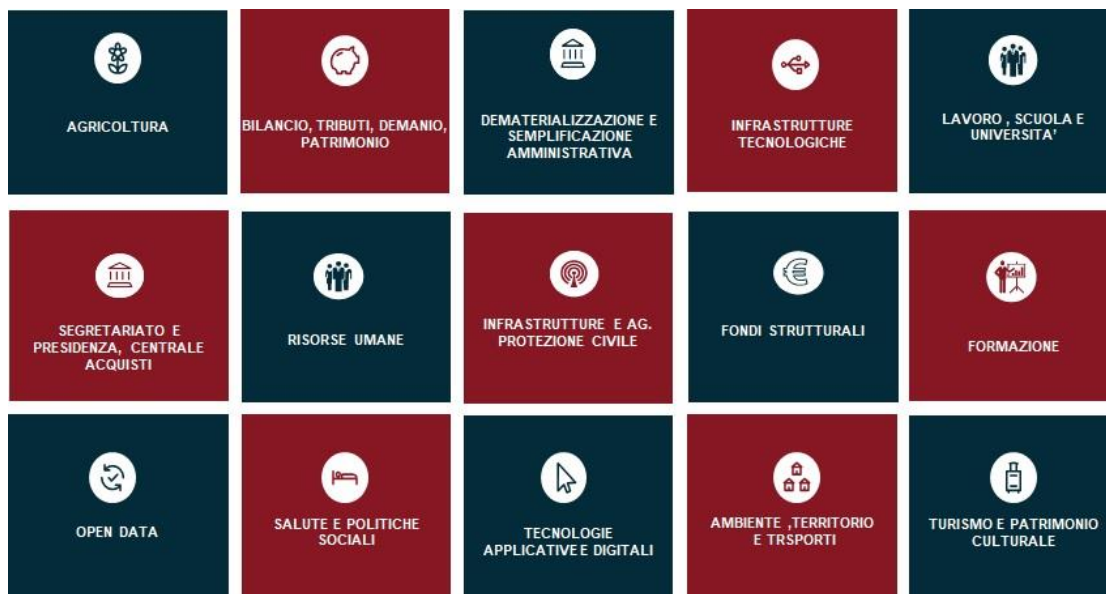 AGRICOLTURA
BILANCIO, TRIBUTI, DEMANIO,
PATRIMONIO
DEMATERIALIZZAZIONE E
SEMPLIFICAZIONE
AMMINISTRATIVA
INFRASTRUTTURE
TECNOLOGICHE
LAVORO , SCUOLA E
UNIVERSITA'
SEGRETARIATO E
PRESIDENZA, CENTRALE
ACQUISTI
RISORSE UMANE
INFRASTRUTTURE E AG.
PROTEZIONE CIVILE
FONDI STRUTTURALI
FORMAZIONE
OPEN DATA
SALUTE E POLITICHE
SOCIALI
TECNOLOGIE
APPLICATIVE E DIGITALI
AMBIENTE ,TERRITORIO
E TRSPORTI
TURISMO E PATRIMONIO
CULTURALE